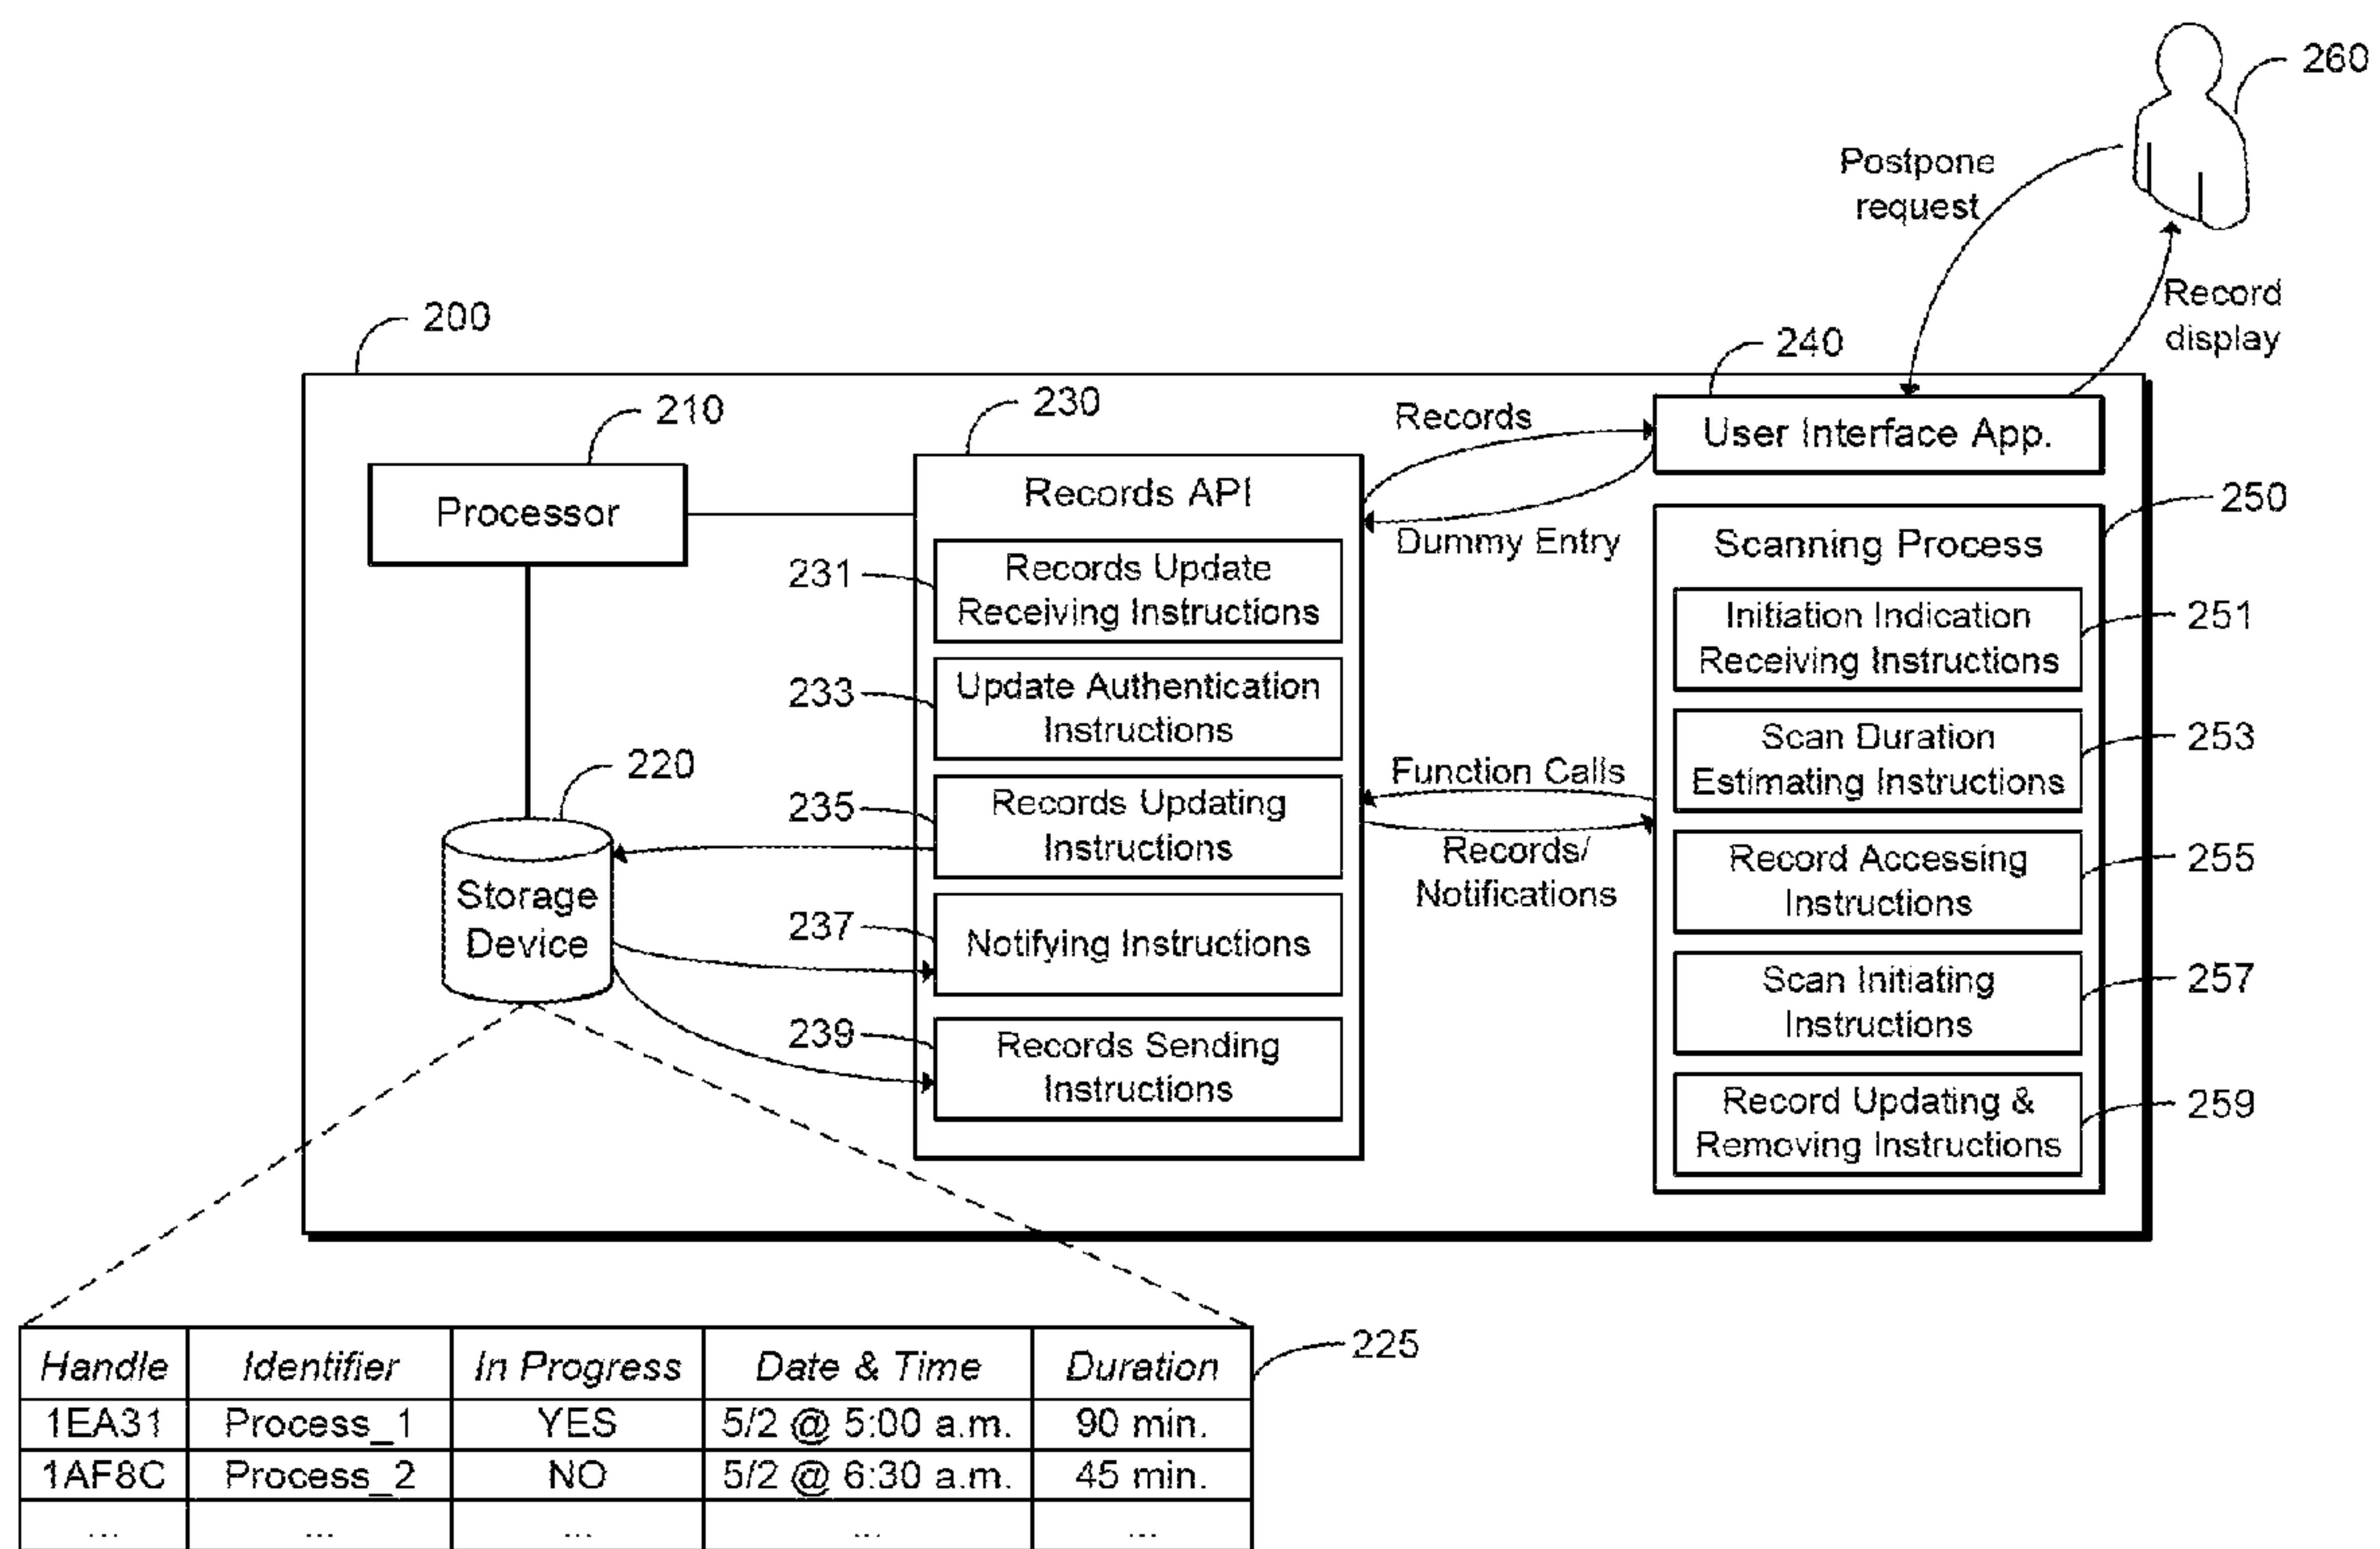 260
Postpone
request
Record
display
200
240
210
230
Records
User Interface App.
Processor
Records API
250
Dummy Entry
Scanning Process
231
Records Update
Receiving Instructions
Initiation Indication
Receiving Instructions
251
233
Update Authentication
Instructions
Scan Duration
Estimating Instructions
253
220
Function Calls
235
Records Updating
Instructions
Records/
Notifications
Record Accessing
Instructions
255
Storage
Device
237
Notifying Instructions
Scan Initiating
Instructions
257
239
Records Sending
Instructions
Record Updating &
Removing Instructions
259
225
Handle Identifier In Progress Date & Time Duration
1EA31 Process_1 YES 5/2 @ 5:00 a.m. 90 min.
1AF8C Process_2 NO 5/2 @ 6:30 a.m. 45 min.
... ... ... ... ...